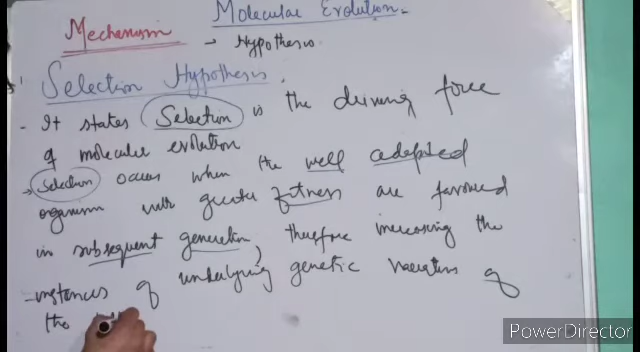 Molecular Evolution.
Mechanism → Hypothesis
Selection Hypothesis.
- It states Selection is the driving force
of molecular evolution
→ Selection occurs when the well adapted
organism with greater fitness are favoured
in subsequent generation, therefore increasing the
instances of underlying genetic variation of
the
PowerDirector